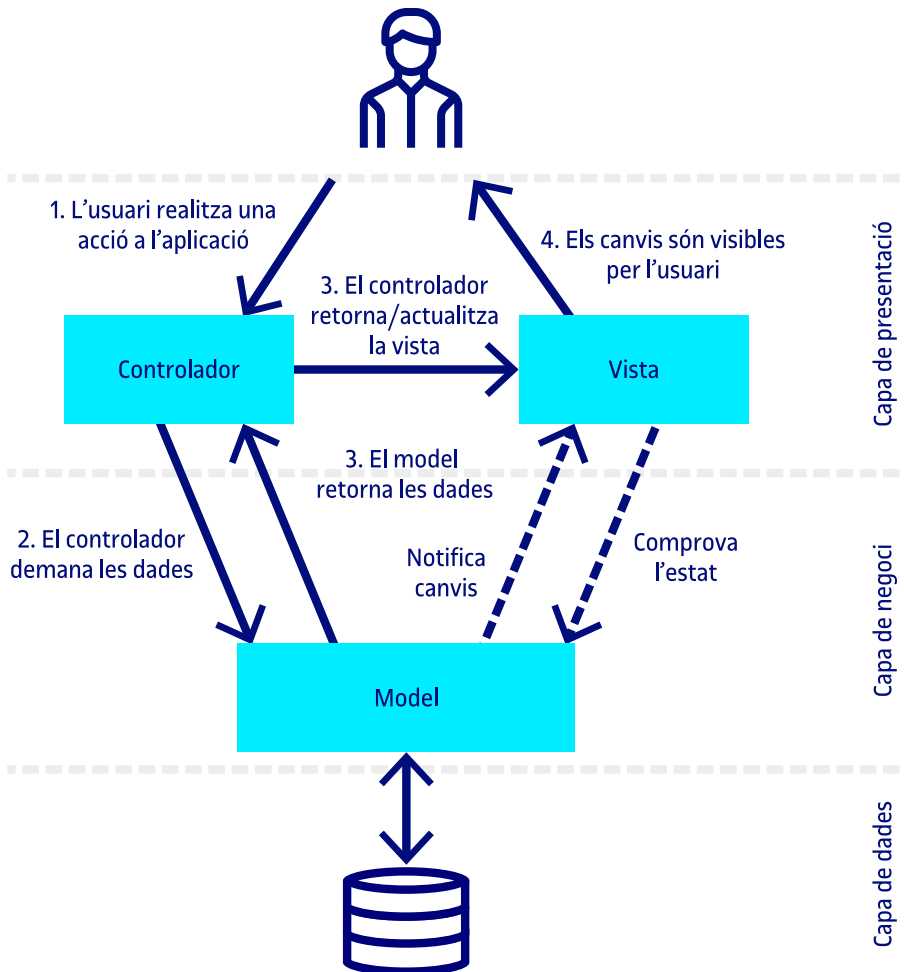 1. L'usuari realitza una
acció a l'aplicació
4. Els canvis són visibles
per l'usuari
3. El controlador
retorna/actualitza
la vista
Capa de presentació
Controlador
Vista
3. El model
retorna les dades
2. El controlador
demana les dades
Notifica
canvis
Comprova
l'estat
Capa de negoci
Model
Capa de dades